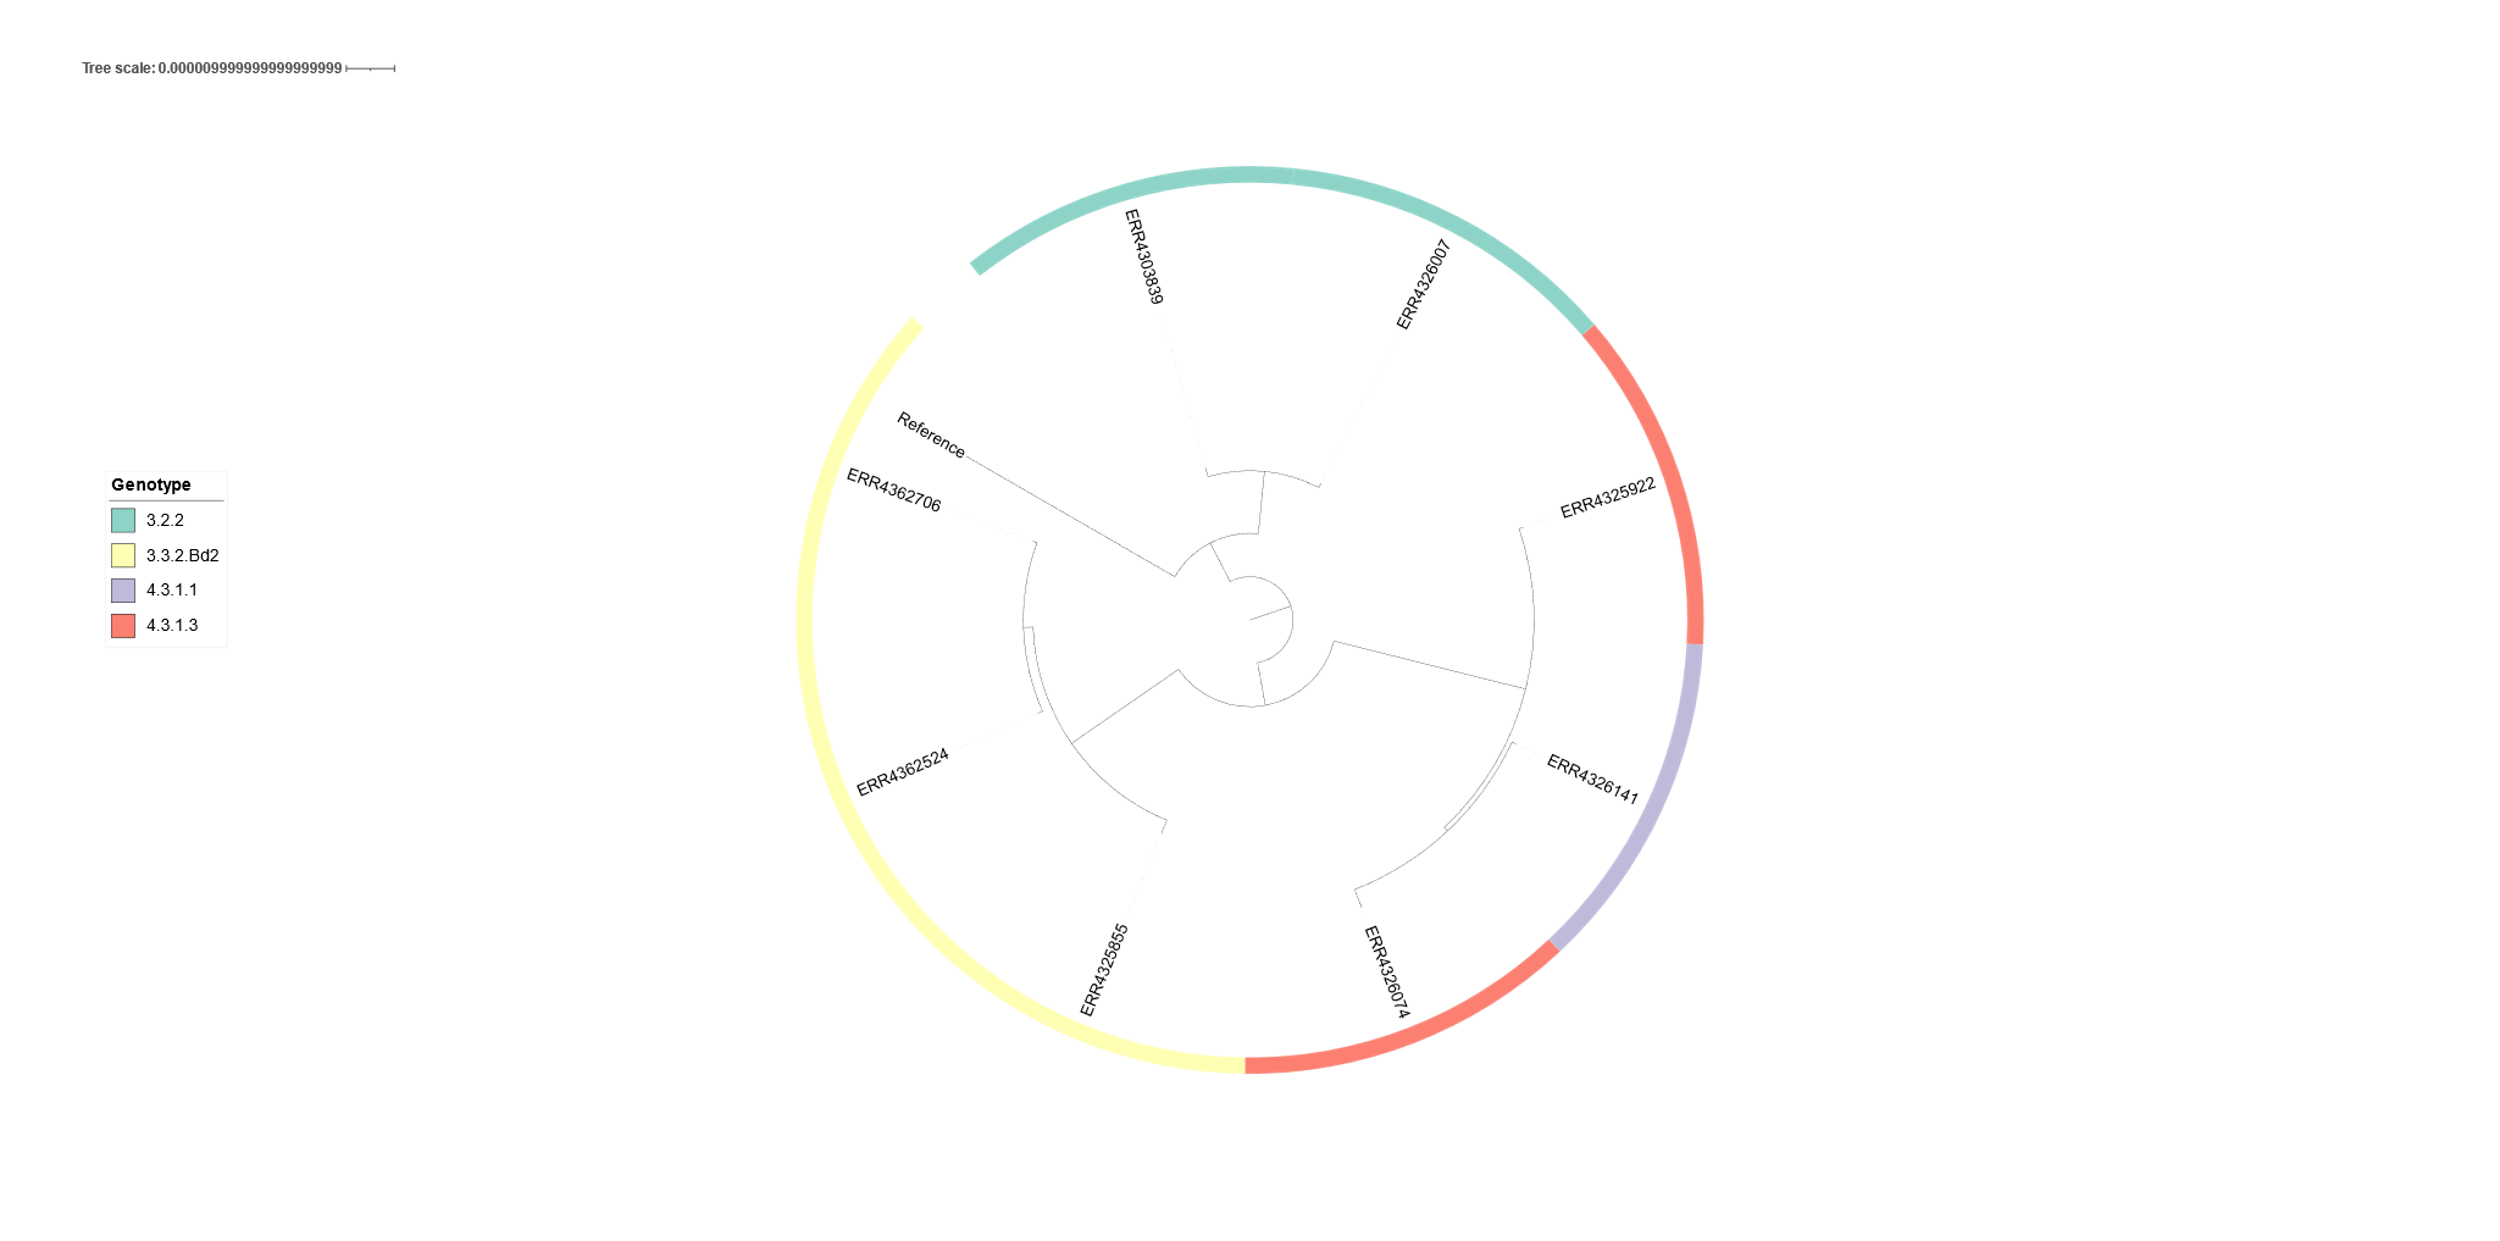 Tree scale: 0.000009999999999999999
Genotype
3.2.2
3.3.2.Bd2
4.3.1.1
4.3.1.3
ERR4303839
ERR4326007
ERR4325922
ERR4326141
ERR4326074
ERR4325855
ERR4362524
ERR4362706
Reference